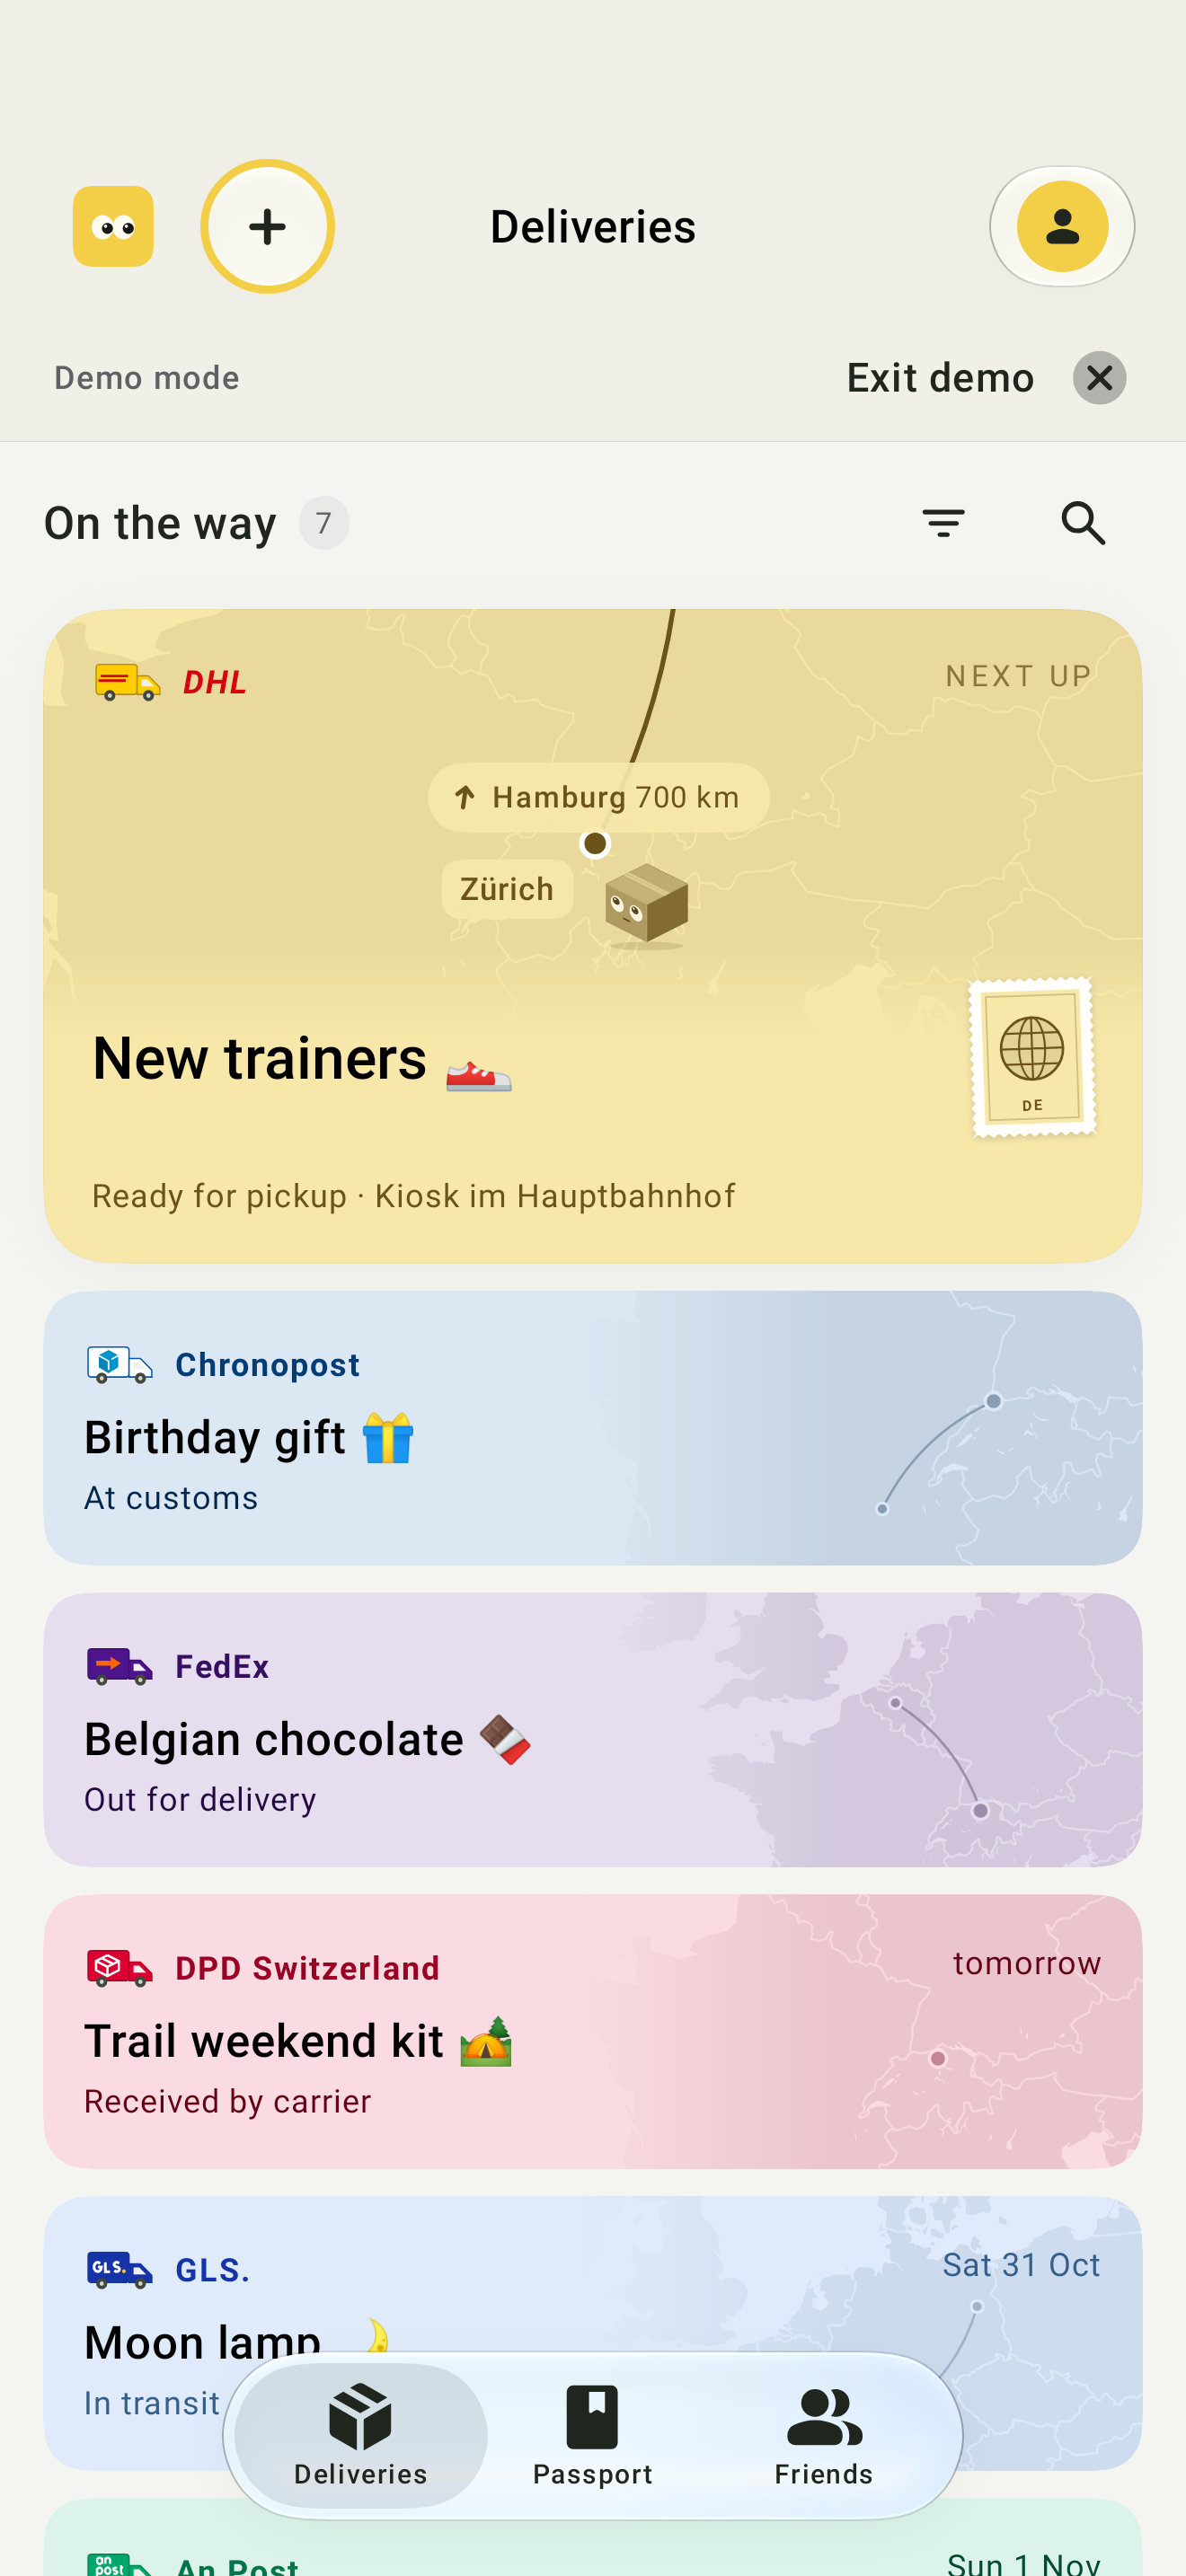 Deliveries
Demo mode
Exit demo
On the way 7
DHL
NEXT UP
Hamburg 700 km
Zürich
New trainers
DE
Ready for pickup · Kiosk im Hauptbahnhof
Chronopost
Birthday gift
At customs
FedEx
Belgian chocolate
Out for delivery
DPD Switzerland
tomorrow
Trail weekend kit
Received by carrier
GLS.
GLS.
Sat 31 Oct
Moon lamp
In transit
Deliveries
Passport
Friends
an
post
An Post
Sun 1 Nov